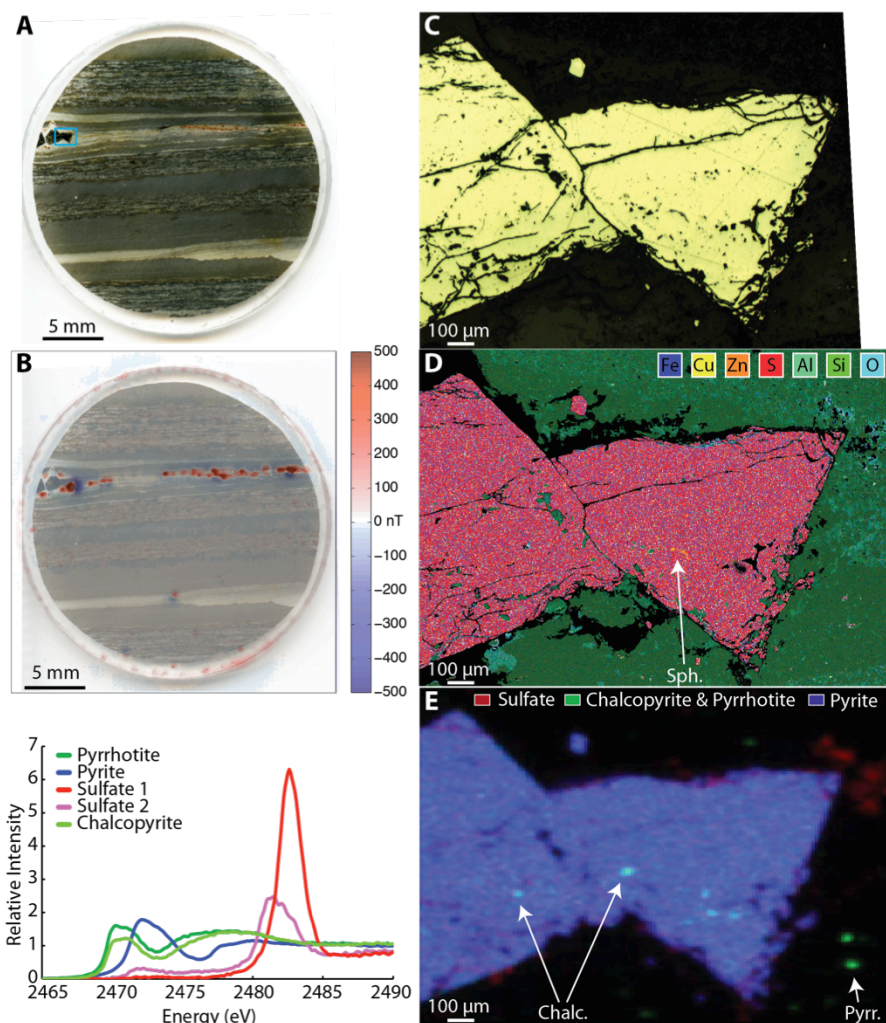 A
5 mm
B
500
400
300
200
100
0 nT
−100
−200
−300
−400
−500
5 mm
7
6
5
4
3
2
1
0
Relative Intensity
Pyrrhotite
Pyrite
Sulfate 1
Sulfate 2
Chalcopyrite
2465 2470 2475 2480 2485 2490
Energy (eV)
C
100 µm
D
Fe Cu Zn S Al Si O
Sph.
100 µm
E
Sulfate Chalcopyrite & Pyrrhotite Pyrite
Chalc.
Pyrr.
100 µm